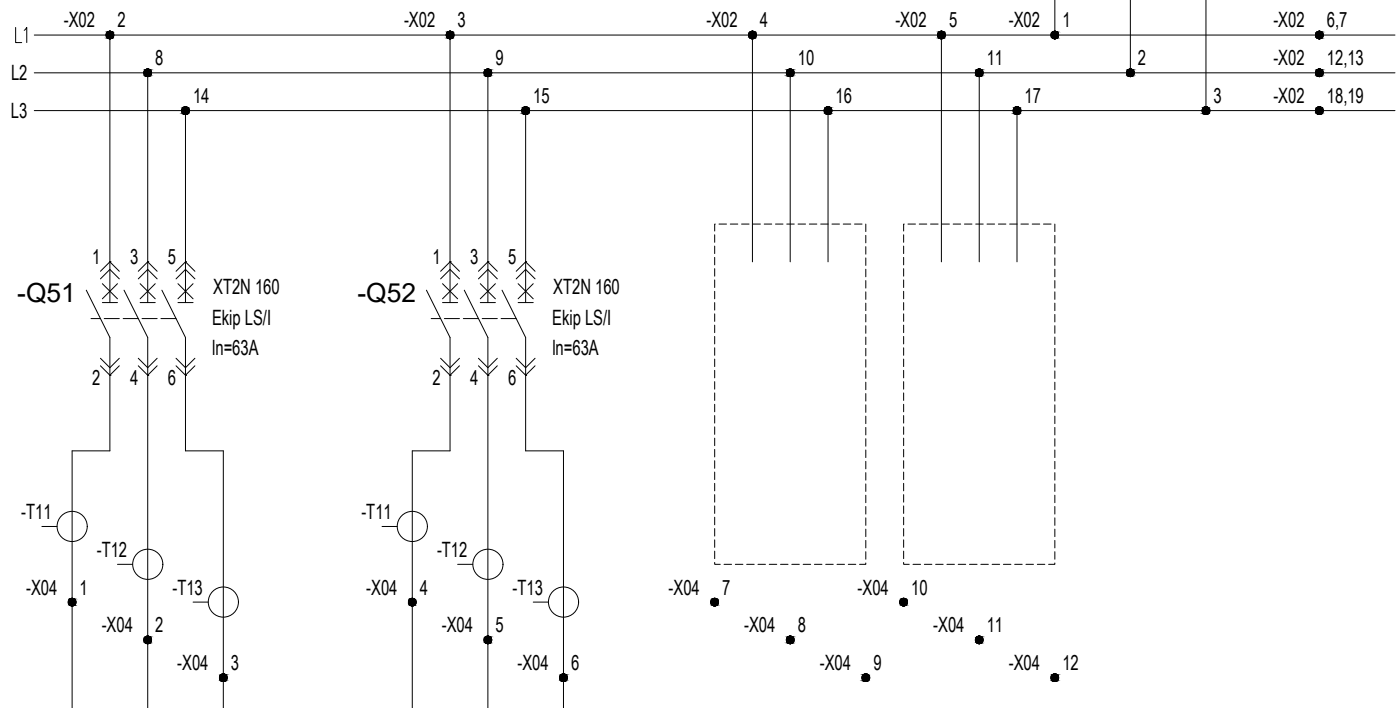 -X02 2 -X02 3 -X02 4 -X02 5 -X02 1 -X02 6,7
L1
8 9 10 11 2 -X02 12,13
L2
14 15 16 17 3 -X02 18,19
L3
1 3 5 1 3 5
-Q51 XT2N 160 -Q52 XT2N 160
Ekip LS/I Ekip LS/I
In=63A In=63A
2 4 6 2 4 6
-T11 -T11
-T12 -T12
-X04 1 -T13 -X04 4 -T13 -X04 7 -X04 10
-X04 2 -X04 5 -X04 8 -X04 11
-X04 3 -X04 6 -X04 9 -X04 12